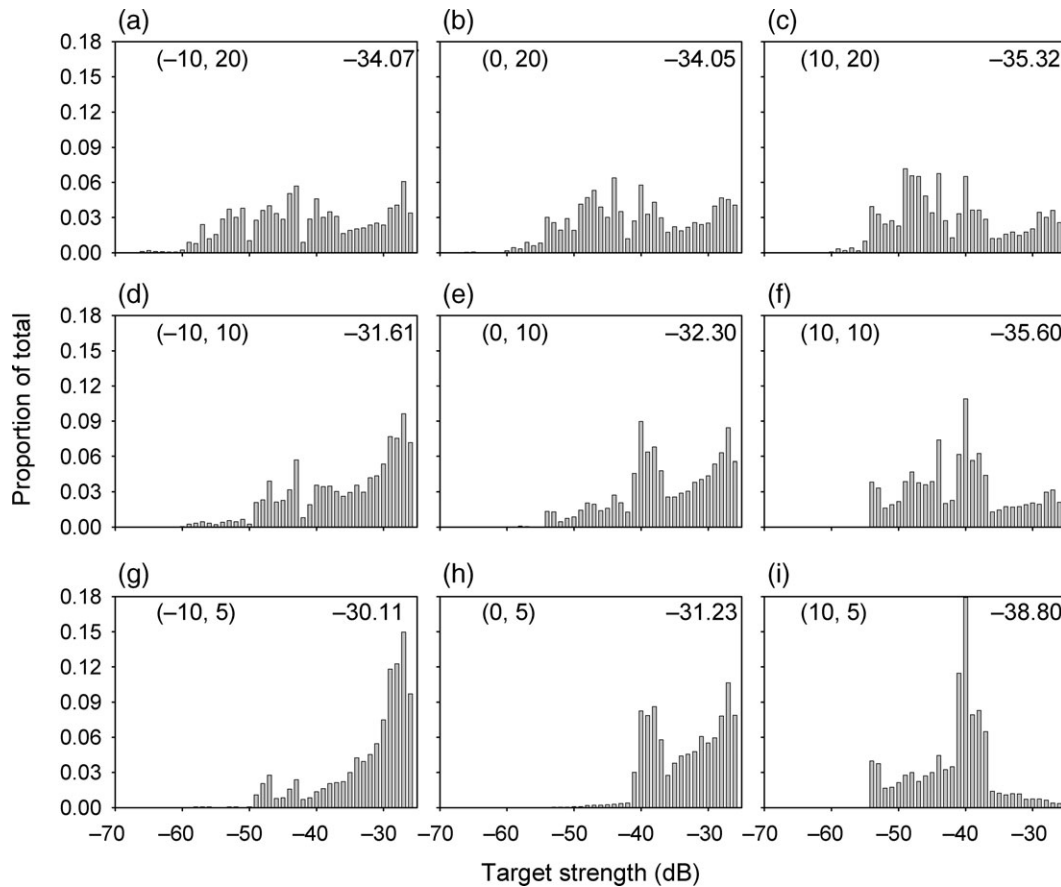 (a) (b) (c)
0.18 (–10, 20) –34.07 (0, 20) –34.05 (10, 20) –35.32
0.15
0.12
0.09
0.06
0.03
0.00
(d) (e) (f)
0.18 (–10, 10) –31.61 (0, 10) –32.30 (10, 10) –35.60
0.15
0.12
0.09
0.06
0.03
0.00
Proportion of total
(g) (h) (i)
0.18 (–10, 5) –30.11 (0, 5) –31.23 (10, 5) –38.80
0.15
0.12
0.09
0.06
0.03
0.00
–70 –60 –50 –40 –30 –60 –50 –40 –30 –70 –60 –50 –40 –30
Target strength (dB)